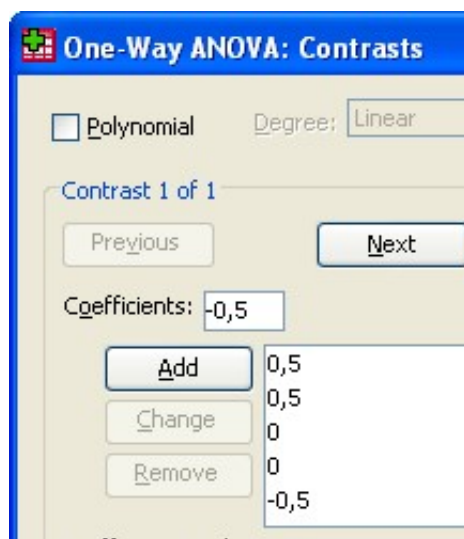 One-Way ANOVA: Contrasts
Polynomial Degree: Linear
Contrast 1 of 1
Previous Next
Coefficients: -0,5
Add
Change
Remove
0,5
0,5
0
0
-0,5